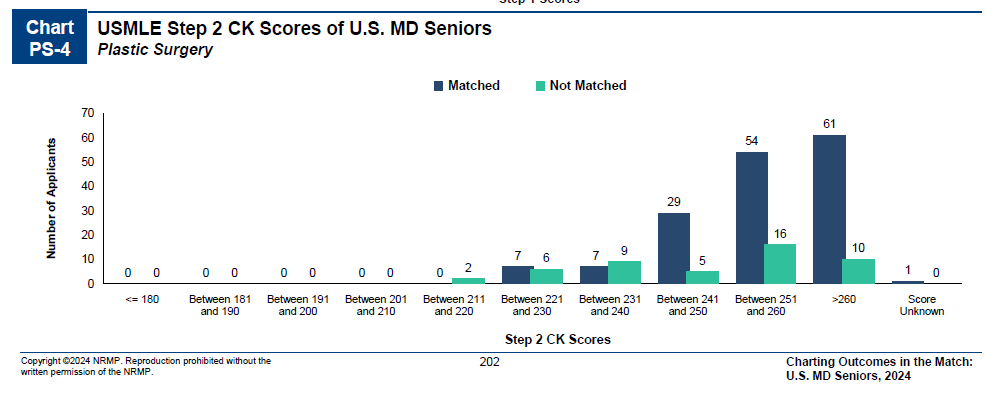 Step 1 Scores
Chart
PS-4
USMLE Step 2 CK Scores of U.S. MD Seniors
Plastic Surgery
Matched Not Matched
Number of Applicants
70
60
50
40
30
20
10
0
0 0 0 0 0 0 0 0 0 2 7 6 7 9 29 5 54 16 61 10 1 0
<= 180
Between 181
and 190
Between 191
and 200
Between 201
and 210
Between 211
and 220
Between 221
and 230
Between 231
and 240
Between 241
and 250
Between 251
and 260
>260
Score
Unknown
Step 2 CK Scores
Copyright ©2024 NRMP. Reproduction prohibited without the
written permission of the NRMP.
202
Charting Outcomes in the Match:
U.S. MD Seniors, 2024